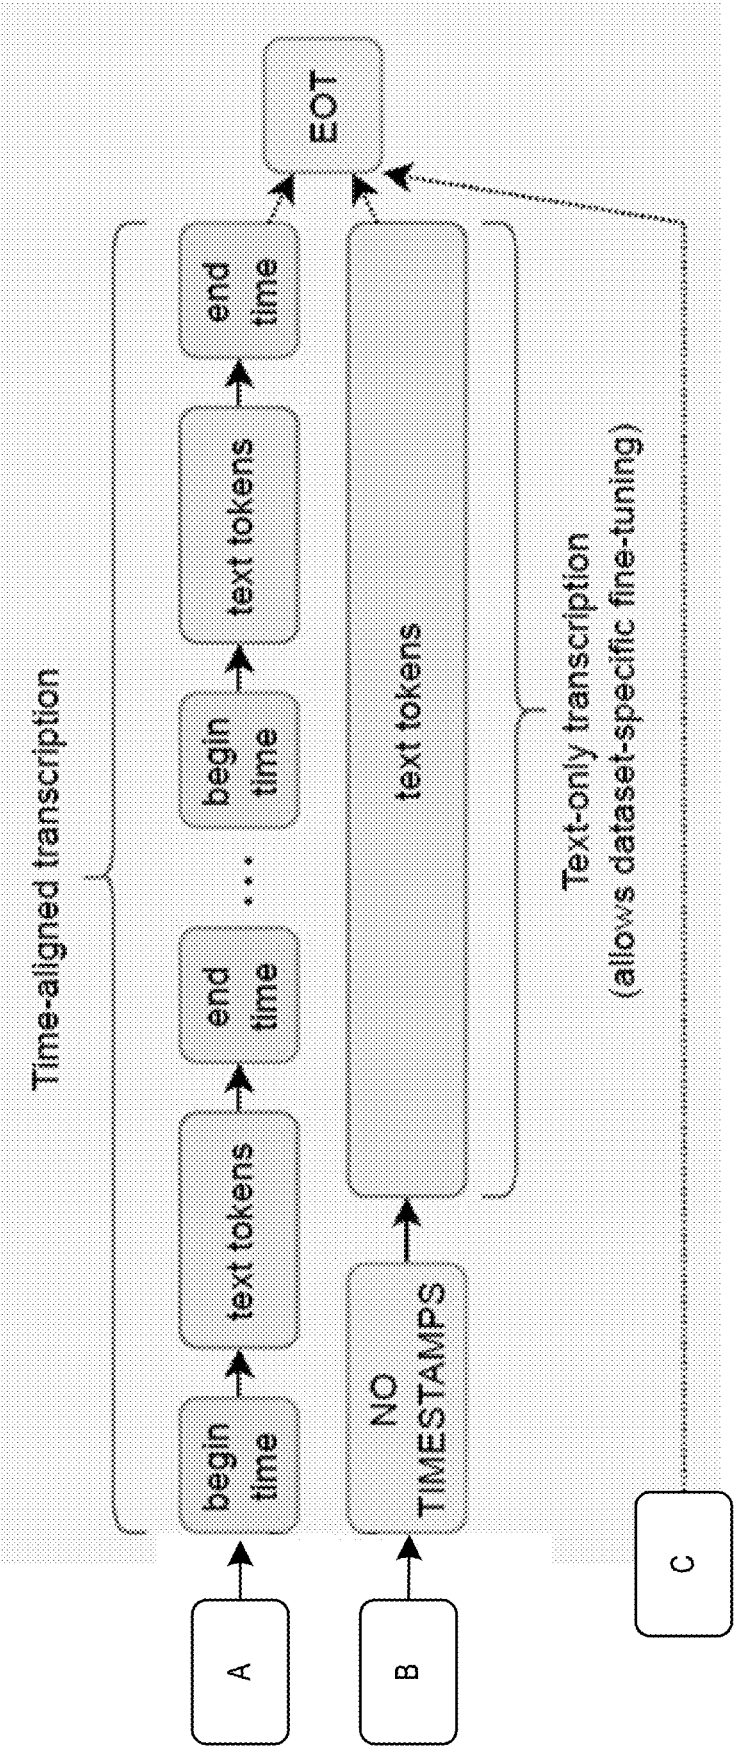 Time-aligned transcription
A
begin
time
text tokens
end
time
...
begin
time
text tokens
end
time
EOT
B
NO
TIMESTAMPS
text tokens
Text-only transcription
(allows dataset-specific fine-tuning)
C